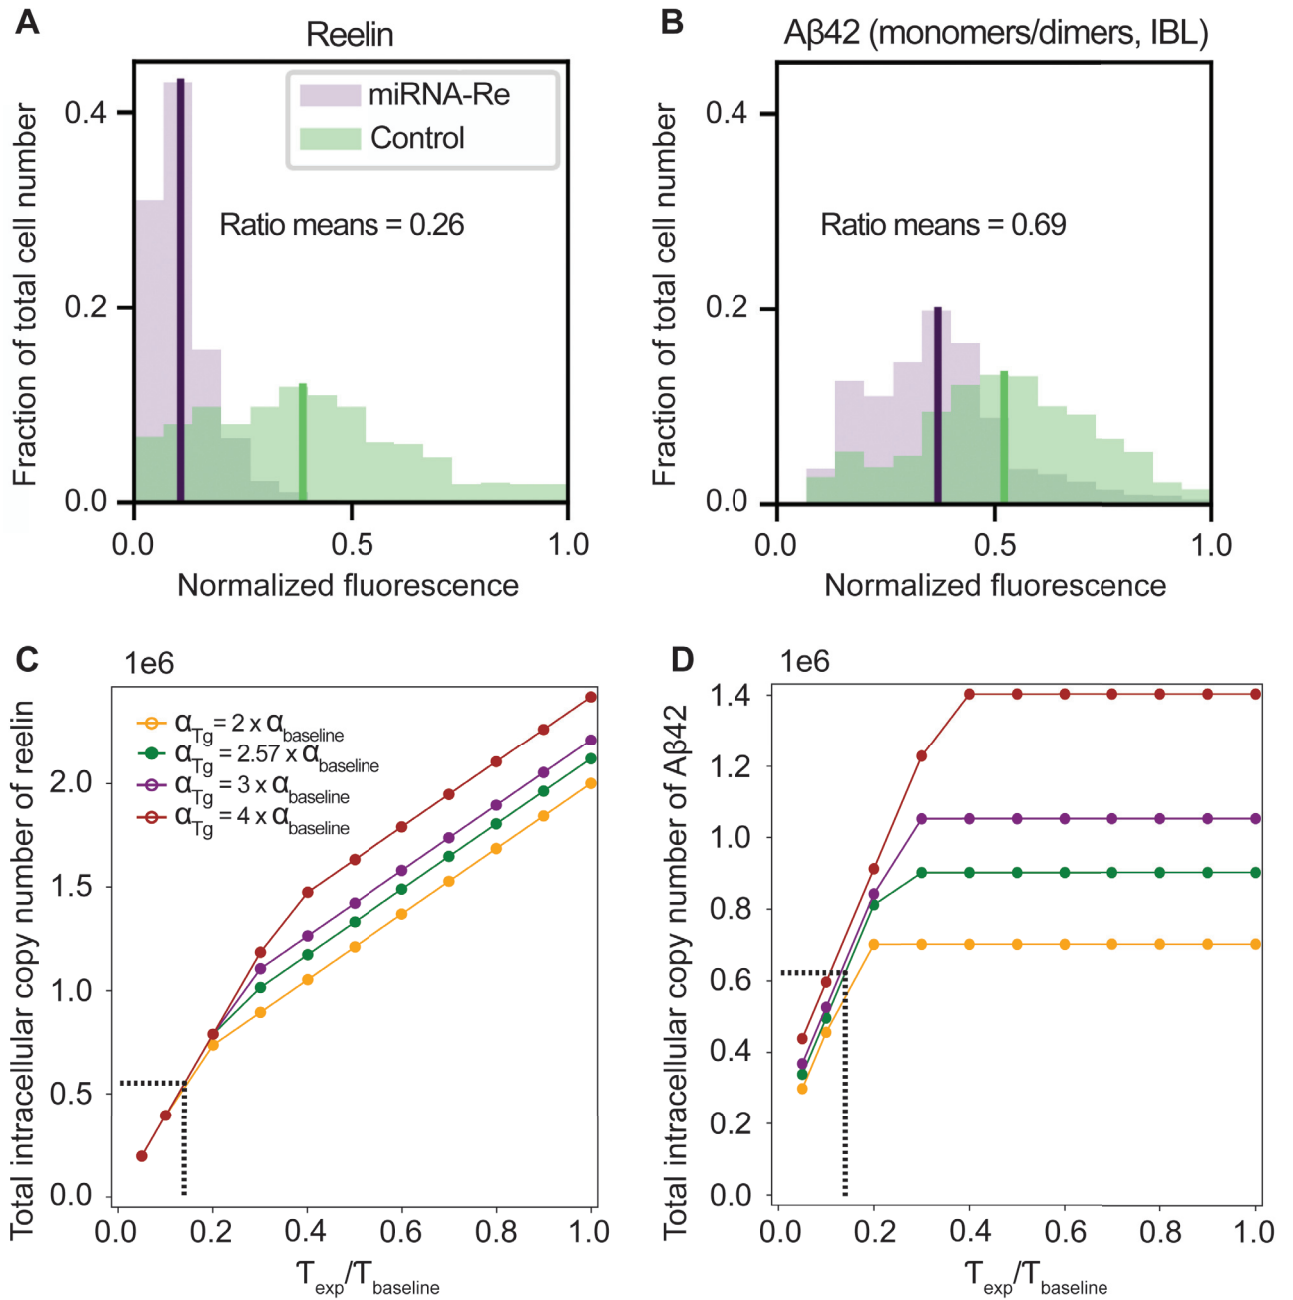 A
Reelin
Fraction of total cell number
0.4
0.2
0.0
miRNA-Re
Control
Ratio means = 0.26
0.0 0.5 1.0
Normalized fluorescence
B
Aβ42 (monomers/dimers, IBL)
Fraction of total cell number
0.4
0.2
0.0
Ratio means = 0.69
0.0 0.5 1.0
Normalized fluorescence
C
1e6
Total intracellular copy number of reelin
2.0
1.5
1.0
0.5
0.0
αTg = 2 x αbaseline
αTg = 2.57 x αbaseline
αTg = 3 x αbaseline
αTg = 4 x αbaseline
0.0 0.2 0.4 0.6 0.8 1.0
Ƭexp/Ƭbaseline
D
1e6
Total intracellular copy number of Aβ42
1.4
1.2
1.0
0.8
0.6
0.4
0.2
0.0
0.0 0.2 0.4 0.6 0.8 1.0
Ƭexp/Ƭbaseline